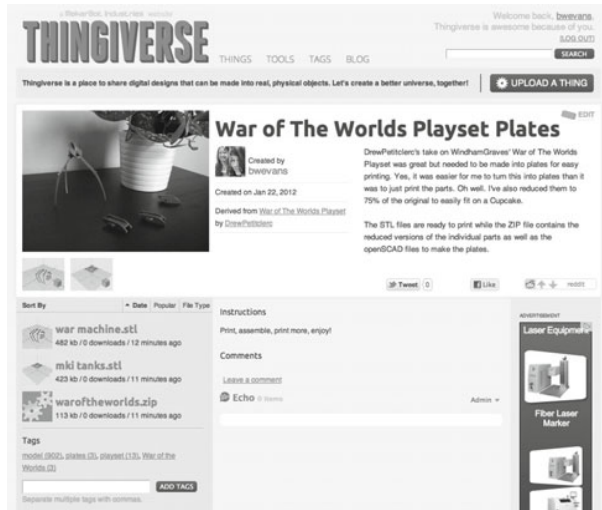 a MakerBot Industries website
THINGIVERSE
THINGS TOOLS TAGS BLOG
Welcome back, bwevans.
Thingiverse is awesome because of you.
(LOG OUT)
SEARCH
Thingiverse is a place to share digital designs that can be made into real, physical objects. Let's create a better universe, together!
UPLOAD A THING
EDIT
War of The Worlds Playset Plates
Created by
bwevans
Created on Jan 22, 2012
Derived from War of The Worlds Playset
by DrewPetitclerc
DrewPetitclerc's take on WindhamGraves' War of The Worlds
Playset was great but needed to be made into plates for easy
printing. Yes, it was easier for me to turn this into plates than it
was to just print the parts. Oh well. I've also reduced them to
75% of the original to easily fit on a Cupcake.
The STL files are ready to print while the ZIP file contains the
reduced versions of the individual parts as well as the
openSCAD files to make the plates.
Tweet 0
Like
reddit
Sort By Date Popular File Type
war machine.stl
482 kb / 0 downloads / 12 minutes ago
mki tanks.stl
423 kb / 0 downloads / 11 minutes ago
waroftheworlds.zip
113 kb / 0 downloads / 11 minutes ago
Tags
model (902), plates (3), playset (13), War of the
Worlds (3)
ADD TAGS
Separate multiple tags with commas.
Instructions
Print, assemble, print more, enjoy!
Comments
Leave a comment
Echo 0 Items
Admin
ADVERTISEMENT
Laser Equipment
Fiber Laser
Marker